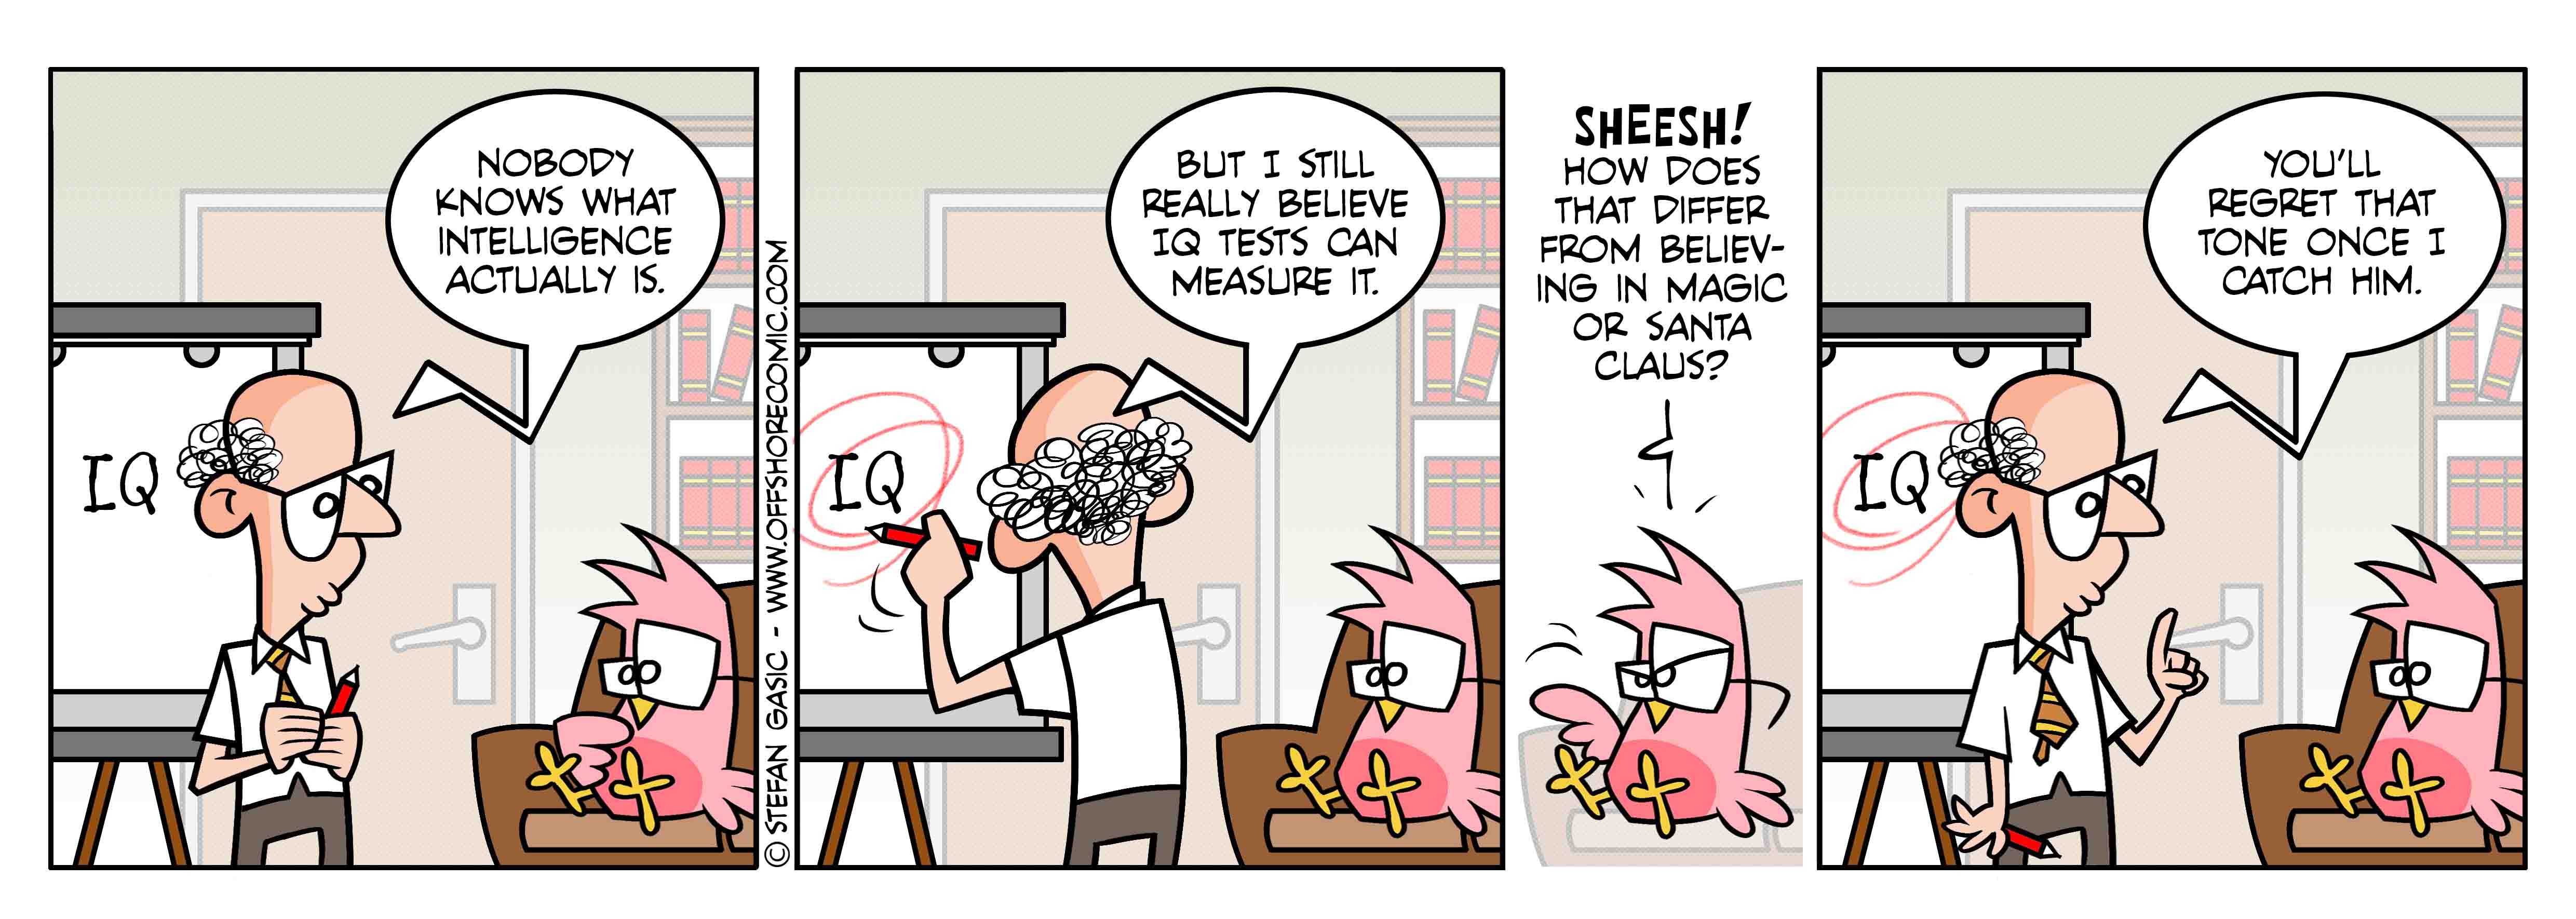 NOBODY
KNOWS WHAT
INTELLIGENCE
ACTUALLY IS.
IQ
© STEFAN GASIC - WWW.OFFSHORECOMIC.COM
BUT I STILL
REALLY BELIEVE
IQ TESTS CAN
MEASURE IT.
IQ
SHEESH!
HOW DOES
THAT DIFFER
FROM BELIEV-
ING IN MAGIC
OR SANTA
CLAUS?
YOU'LL
REGRET THAT
TONE ONCE I
CATCH HIM.
IQ